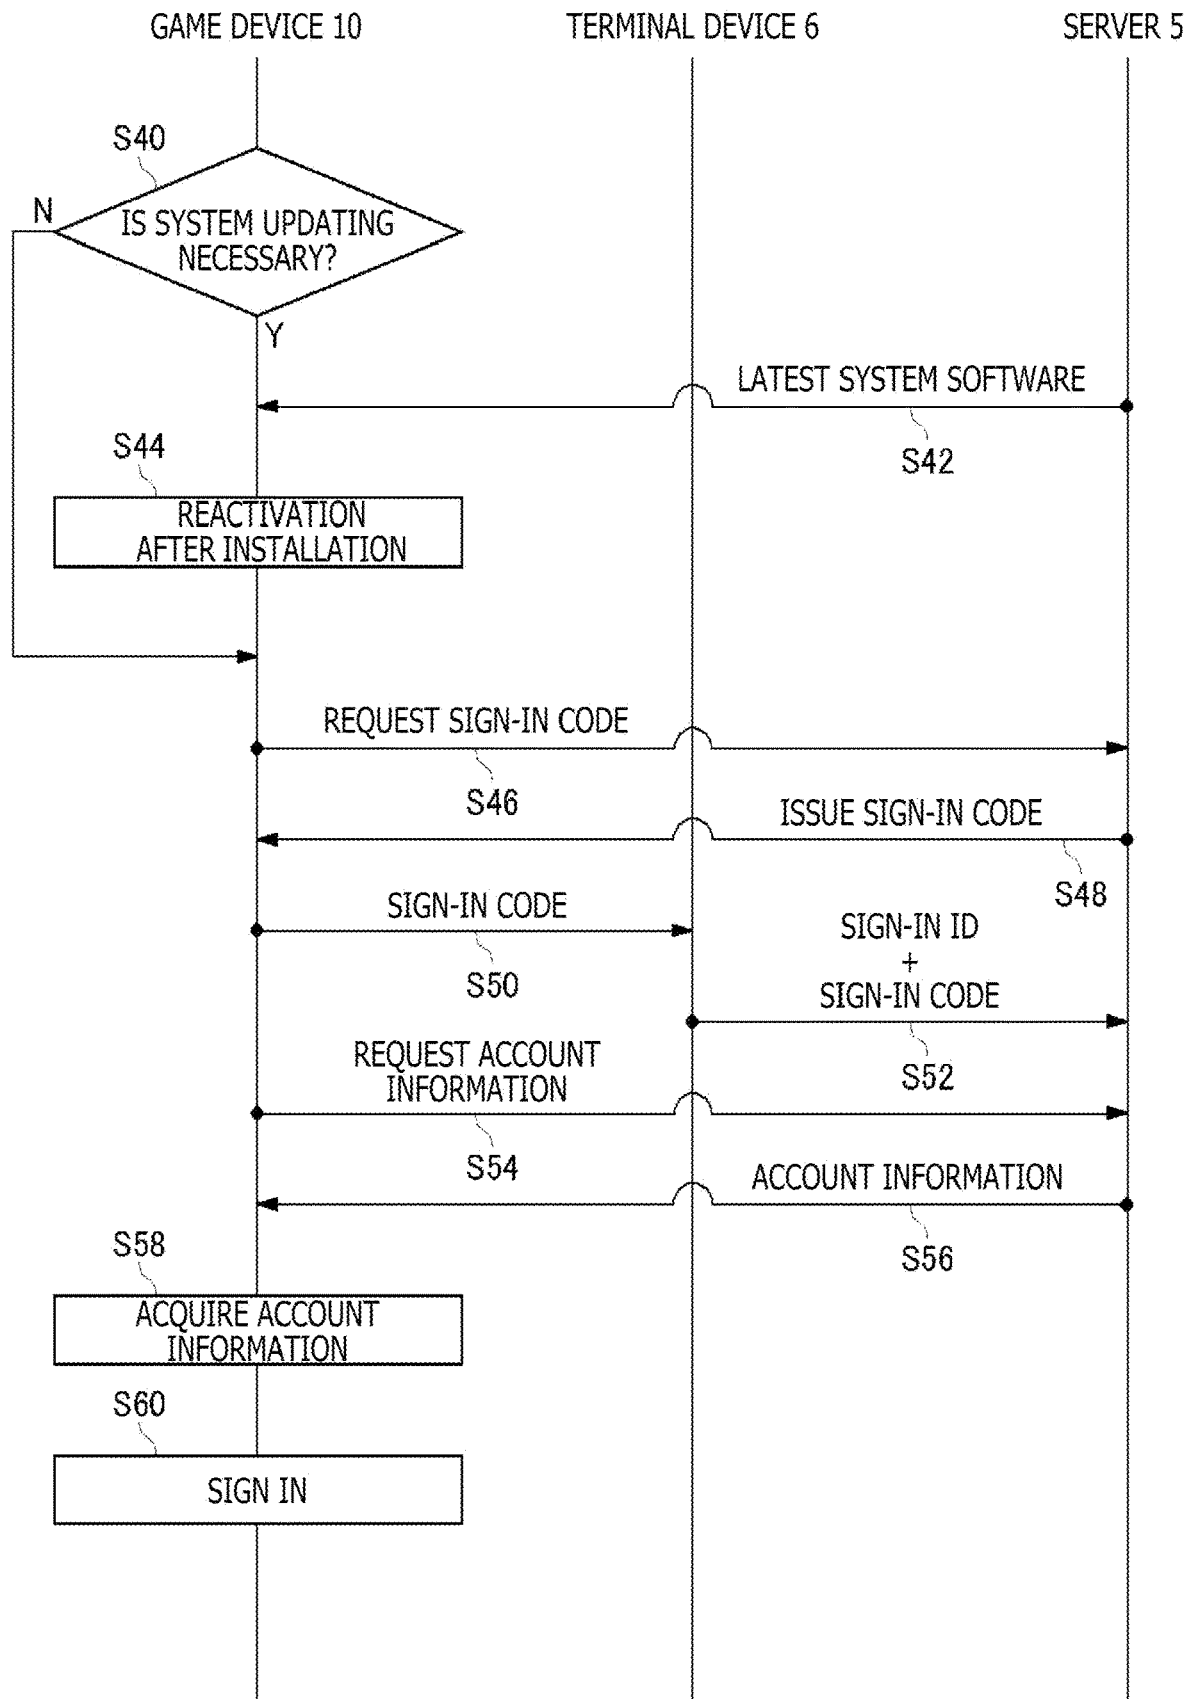 GAME DEVICE 10
TERMINAL DEVICE 6
SERVER 5
S40
N
IS SYSTEM UPDATING
NECESSARY?
Y
LATEST SYSTEM SOFTWARE
S42
S44
REACTIVATION
AFTER INSTALLATION
REQUEST SIGN-IN CODE
S46
ISSUE SIGN-IN CODE
S48
SIGN-IN CODE
S50
SIGN-IN ID
+
SIGN-IN CODE
S52
REQUEST ACCOUNT
INFORMATION
S54
ACCOUNT INFORMATION
S56
S58
ACQUIRE ACCOUNT
INFORMATION
S60
SIGN IN